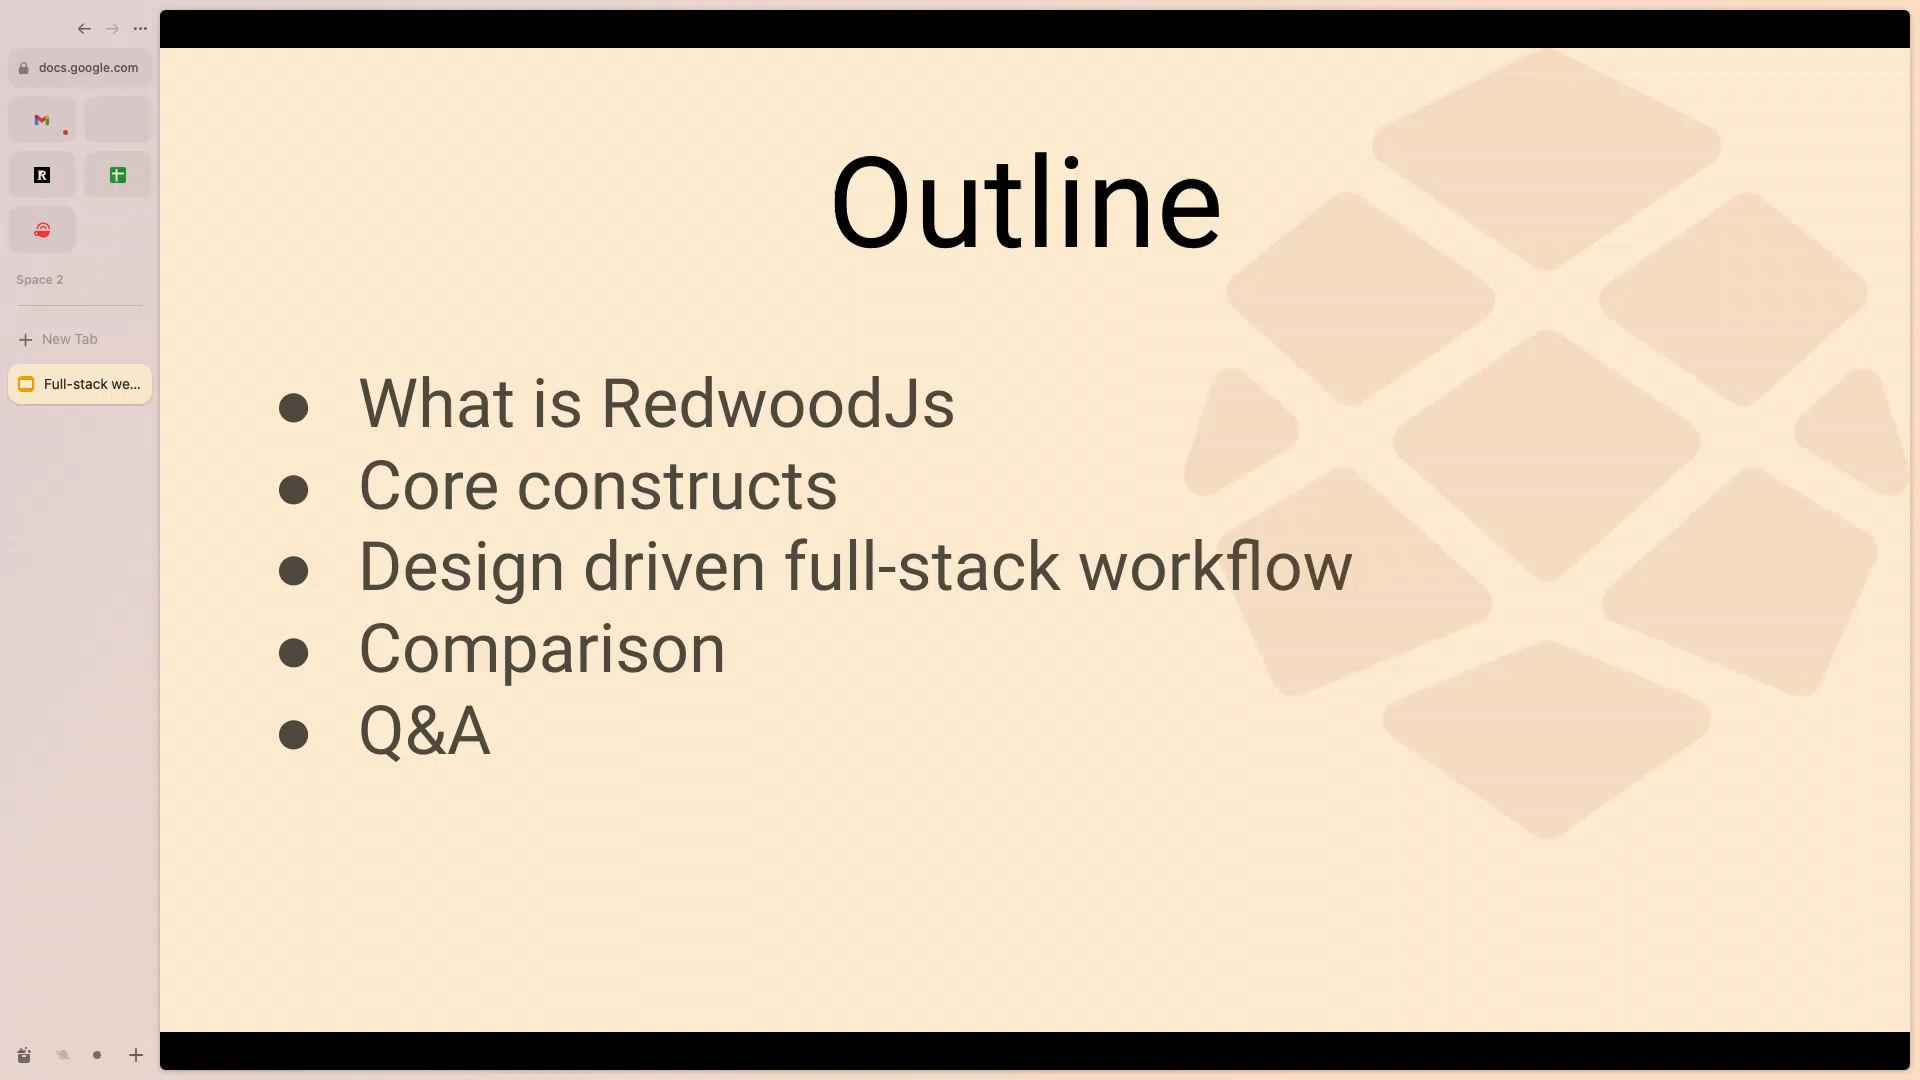 docs.google.com
Space 2
New Tab
Full-stack we...
Outline
● What is RedwoodJs
● Core constructs
● Design driven full-stack workflow
● Comparison
● Q&A